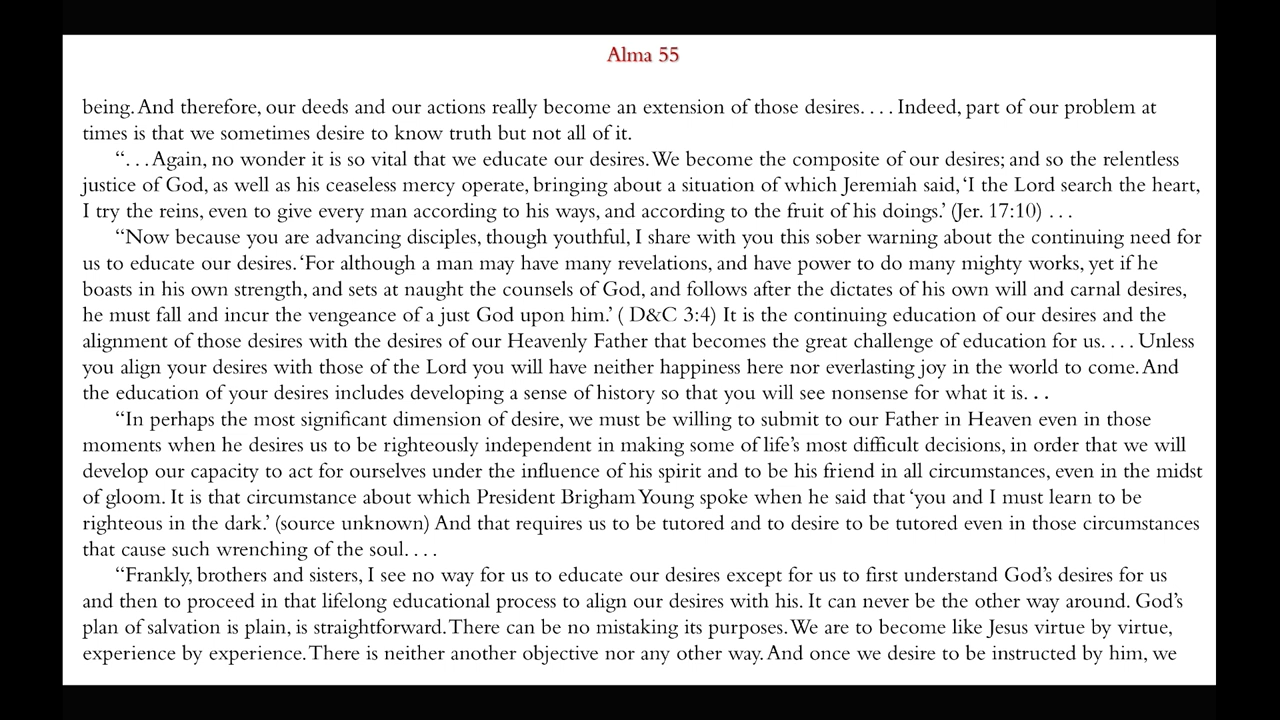 Alma 55
being. And therefore, our deeds and our actions really become an extension of those desires. . . . Indeed, part of our problem at
times is that we sometimes desire to know truth but not all of it.
“. . . Again, no wonder it is so vital that we educate our desires. We become the composite of our desires; and so the relentless
justice of God, as well as his ceaseless mercy operate, bringing about a situation of which Jeremiah said, ‘I the Lord search the heart,
I try the reins, even to give every man according to his ways, and according to the fruit of his doings.’ (Jer. 17:10) . . .
“Now because you are advancing disciples, though youthful, I share with you this sober warning about the continuing need for
us to educate our desires. ‘For although a man may have many revelations, and have power to do many mighty works, yet if he
boasts in his own strength, and sets at naught the counsels of God, and follows after the dictates of his own will and carnal desires,
he must fall and incur the vengeance of a just God upon him.’ ( D&C 3:4) It is the continuing education of our desires and the
alignment of those desires with the desires of our Heavenly Father that becomes the great challenge of education for us. . . . Unless
you align your desires with those of the Lord you will have neither happiness here nor everlasting joy in the world to come. And
the education of your desires includes developing a sense of history so that you will see nonsense for what it is. . .
“In perhaps the most significant dimension of desire, we must be willing to submit to our Father in Heaven even in those
moments when he desires us to be righteously independent in making some of life’s most difficult decisions, in order that we will
develop our capacity to act for ourselves under the influence of his spirit and to be his friend in all circumstances, even in the midst
of gloom. It is that circumstance about which President Brigham Young spoke when he said that ‘you and I must learn to be
righteous in the dark.’ (source unknown) And that requires us to be tutored and to desire to be tutored even in those circumstances
that cause such wrenching of the soul. . . .
“Frankly, brothers and sisters, I see no way for us to educate our desires except for us to first understand God’s desires for us
and then to proceed in that lifelong educational process to align our desires with his. It can never be the other way around. God’s
plan of salvation is plain, is straightforward. There can be no mistaking its purposes. We are to become like Jesus virtue by virtue,
experience by experience. There is neither another objective nor any other way. And once we desire to be instructed by him, we